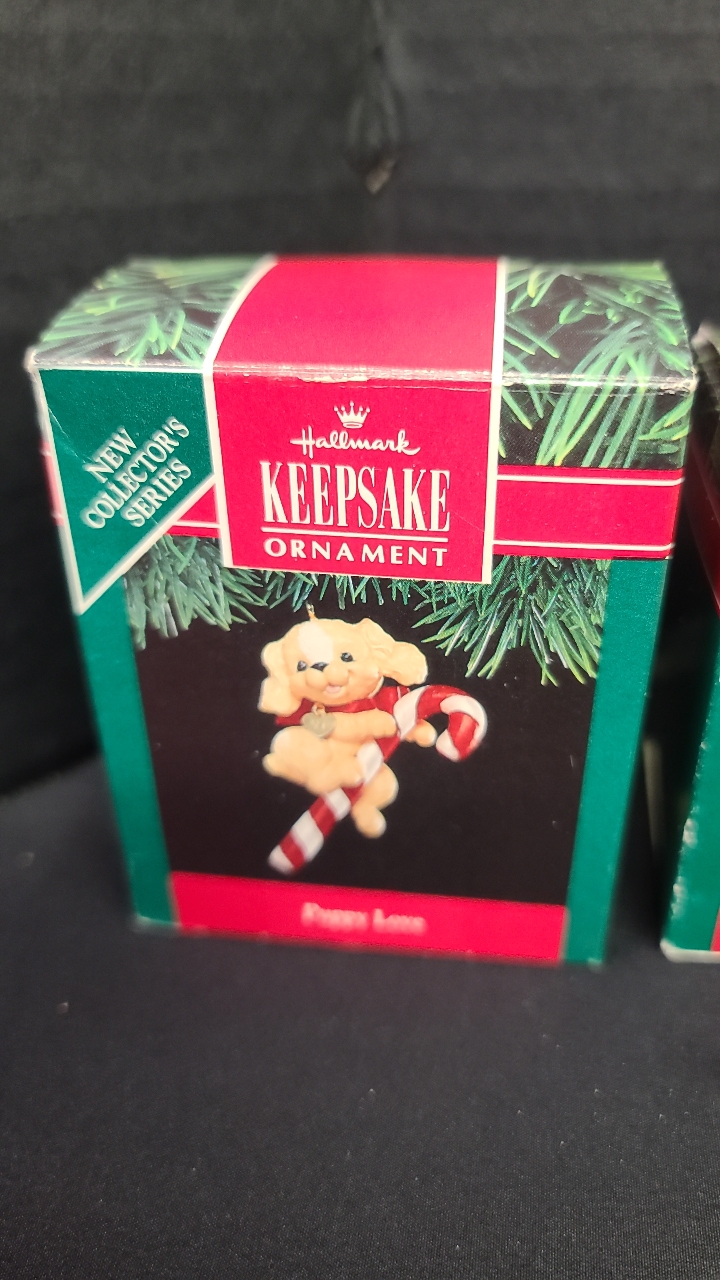 NEW
COLLECTOR'S
SERIES
Hallmark
KEEPSAKE
ORNAMENT
Puppy Love